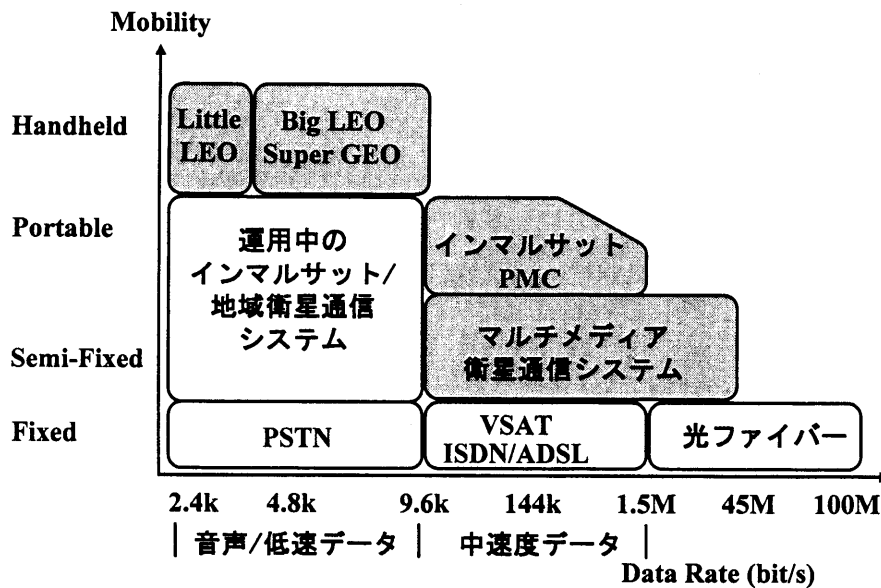 Mobility
Handheld
Little
LEO
Big LEO
Super GEO
Portable
運用中の
インマルサット/
地域衛星通信
システム
インマルサット
PMC
Semi-Fixed
マルチメディア
衛星通信システム
Fixed
PSTN
VSAT
ISDN/ADSL
光ファイバー
2.4k 4.8k 9.6k 144k 1.5M 45M 100M
音声/低速データ 中速度データ
Data Rate (bit/s)